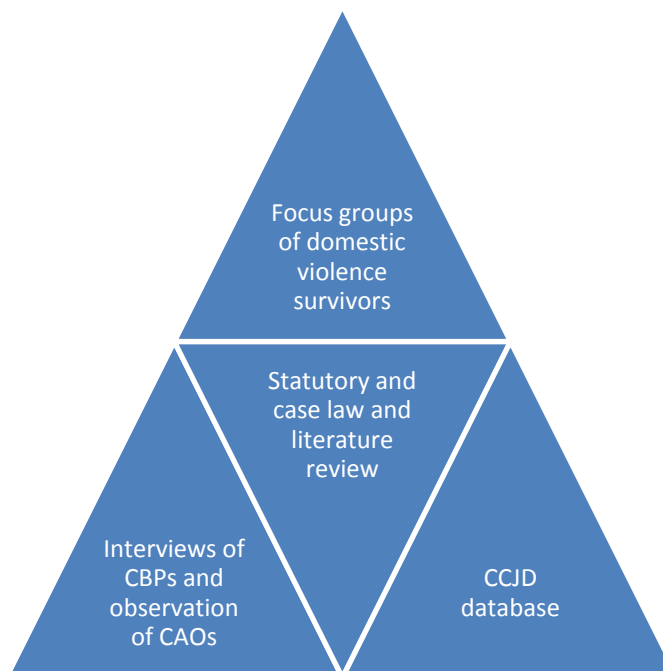 Focus groups
of domestic
violence
survivors
Statutory and
case law and
literature
review
Interviews of
CBPs and
observation
of CAOs
CCJD
database